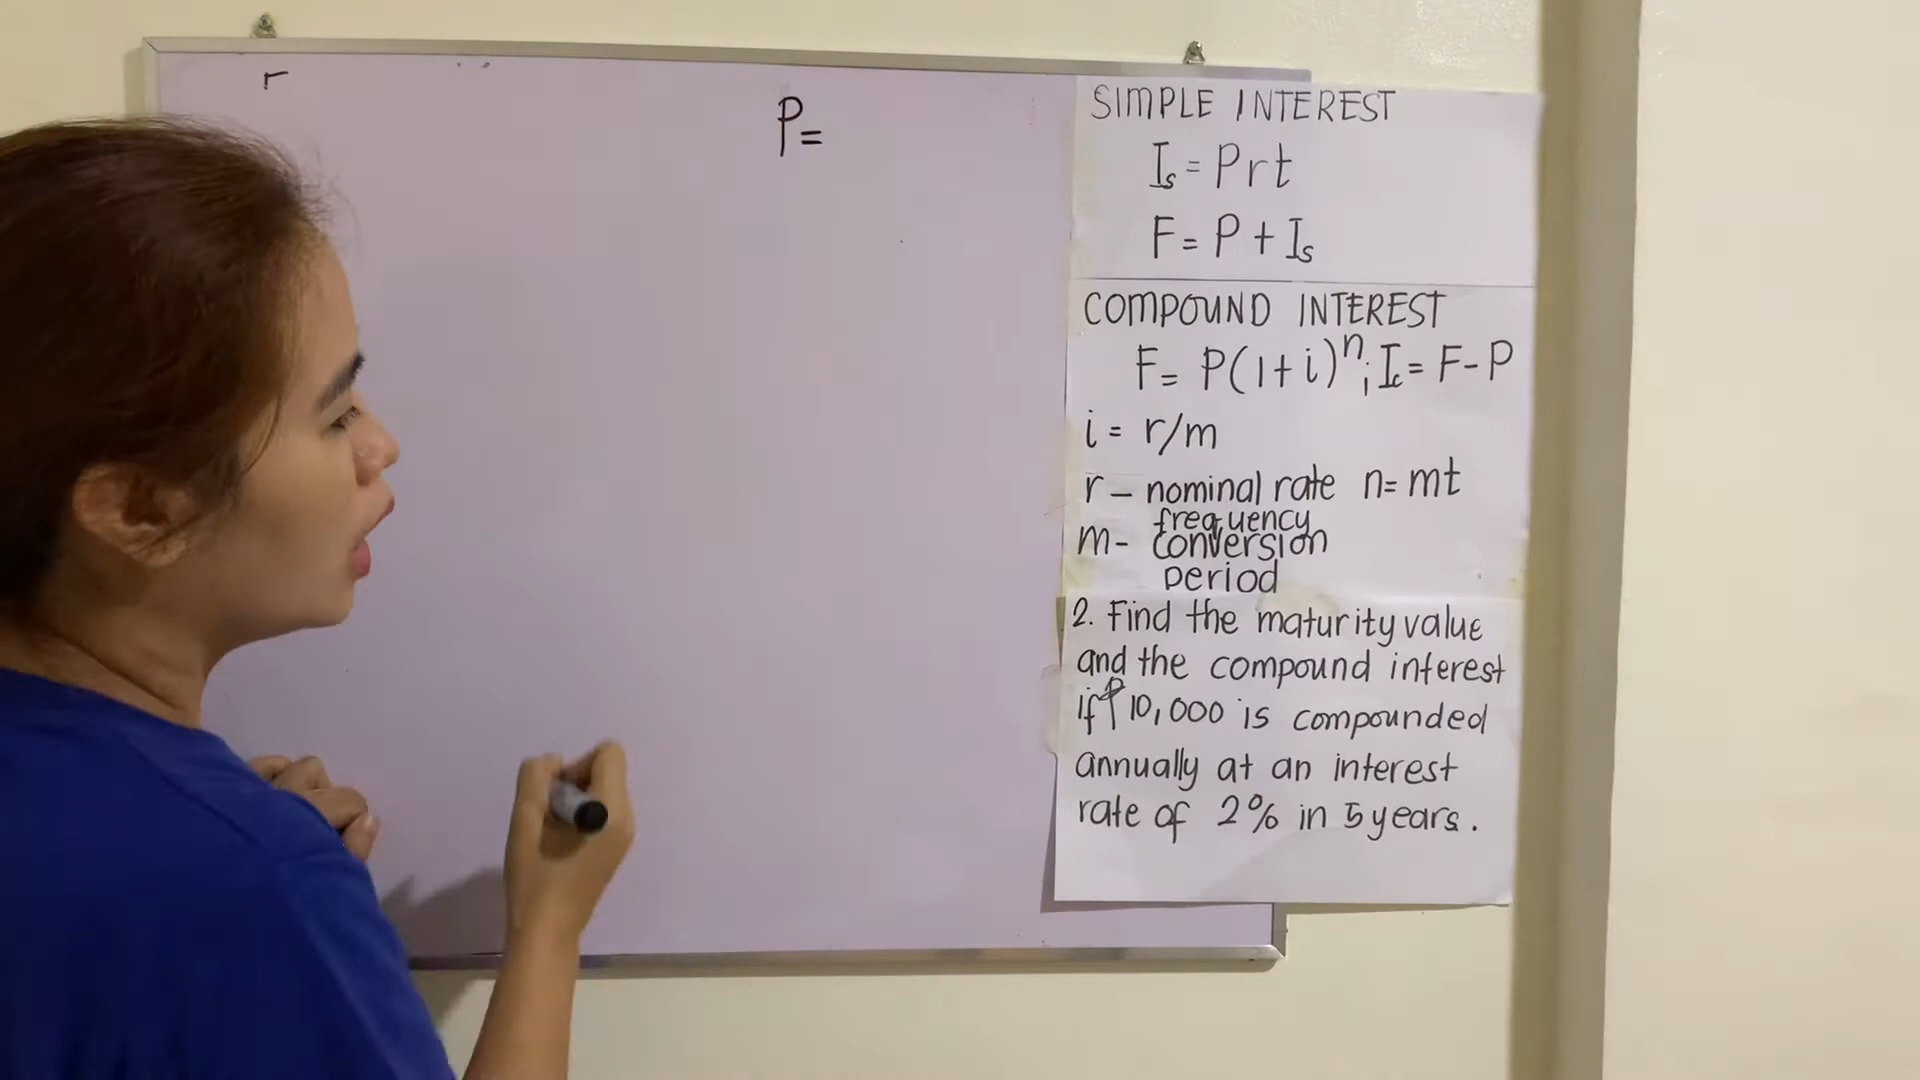 r
P=
SIMPLE INTEREST
Is = Prt
F = P + Is
COMPOUND INTEREST
F = P(1+i)ⁿ; Ic = F - P
i = r/m
r – nominal rate n = mt
frequency
m - conversion
period
2. Find the maturity value
and the compound interest
if ₱10,000 is compounded
annually at an interest
rate of 2% in 5 years.